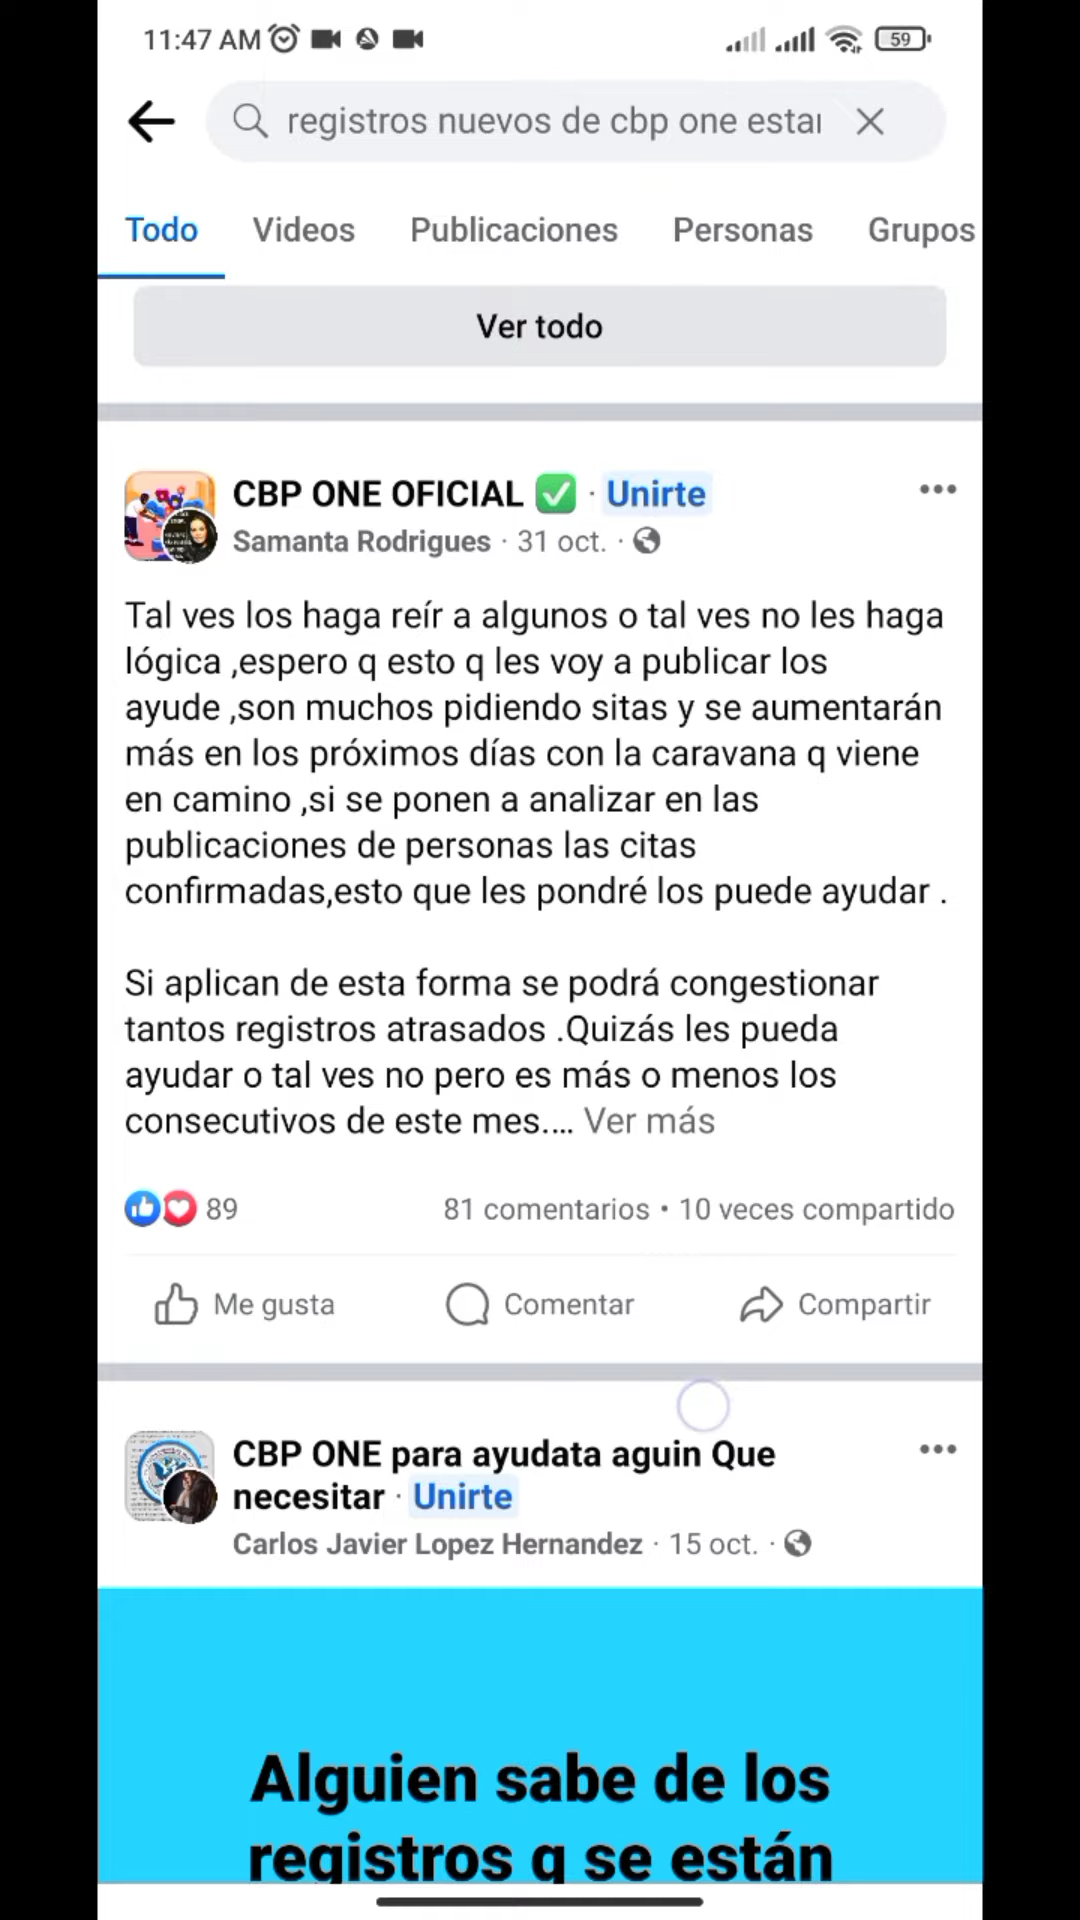 11:47 AM
59
registros nuevos de cbp one estar
Todo Videos Publicaciones Personas Grupos
Ver todo
CBP ONE OFICIAL ✅ · Unirte
Samanta Rodrigues · 31 oct. ·
Tal ves los haga reír a algunos o tal ves no les haga
lógica ,espero q esto q les voy a publicar los
ayude ,son muchos pidiendo sitas y se aumentarán
más en los próximos días con la caravana q viene
en camino ,si se ponen a analizar en las
publicaciones de personas las citas
confirmadas,esto que les pondré los puede ayudar .
Si aplican de esta forma se podrá congestionar
tantos registros atrasados .Quizás les pueda
ayudar o tal ves no pero es más o menos los
consecutivos de este mes.... Ver más
89 81 comentarios • 10 veces compartido
Me gusta Comentar Compartir
CBP ONE para ayudata aguin Que
necesitar · Unirte
Carlos Javier Lopez Hernandez · 15 oct. ·
Alguien sabe de los
registros q se están